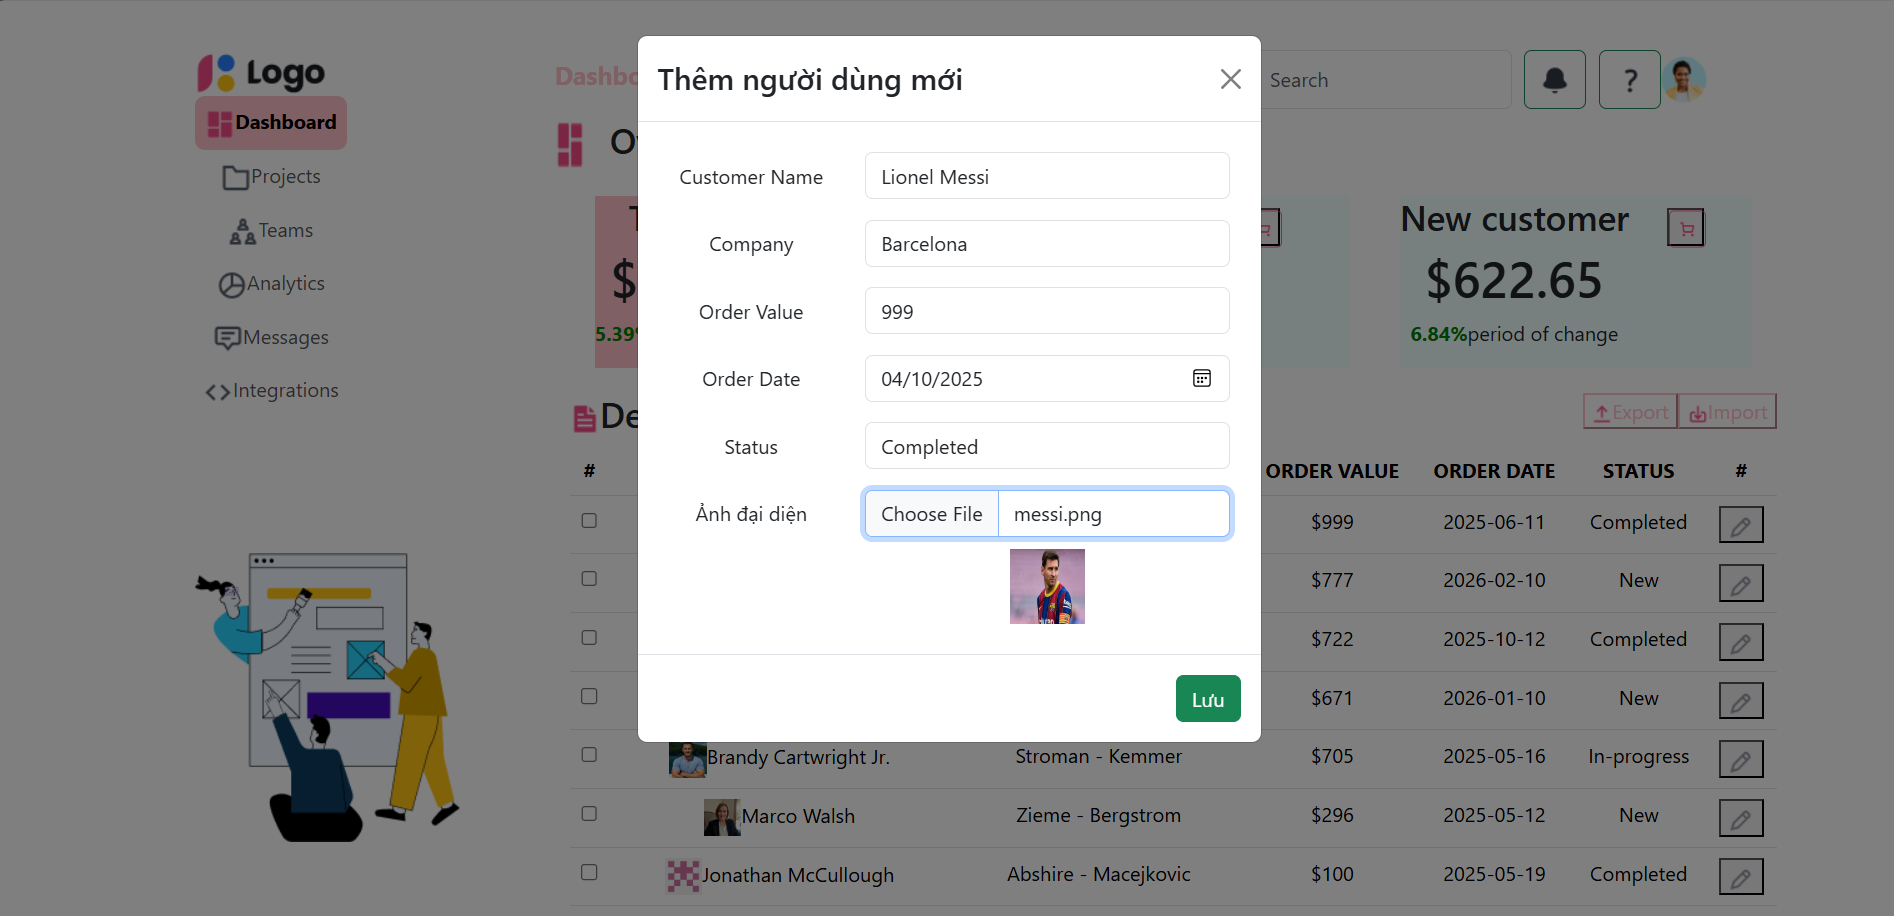 Logo
Dashboard
Projects
Teams
Analytics
Messages
Integrations
Thêm người dùng mới
Customer Name
Lionel Messi
Company
Barcelona
Order Value
999
Order Date
04/10/2025
Status
Completed
Ảnh đại diện
Choose File
messi.png
Lưu
Search
?
New customer
$622.65
6.84%period of change
Export
Import
#
ORDER VALUE
ORDER DATE
STATUS
#
$999
2025-06-11
Completed
$777
2026-02-10
New
$722
2025-10-12
Completed
$671
2026-01-10
New
Brandy Cartwright Jr.
Stroman - Kemmer
$705
2025-05-16
In-progress
Marco Walsh
Zieme - Bergstrom
$296
2025-05-12
New
Jonathan McCullough
Abshire - Macejkovic
$100
2025-05-19
Completed